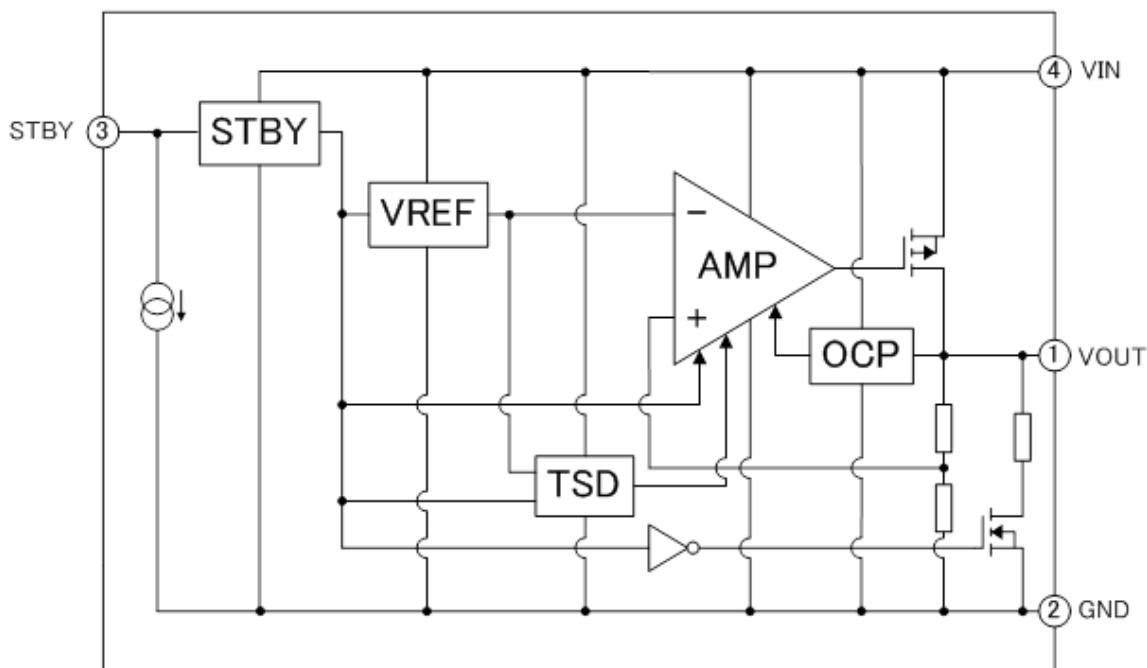 4 VIN
STBY 3
STBY
VREF
−
AMP
+
OCP
1 VOUT
TSD
2 GND